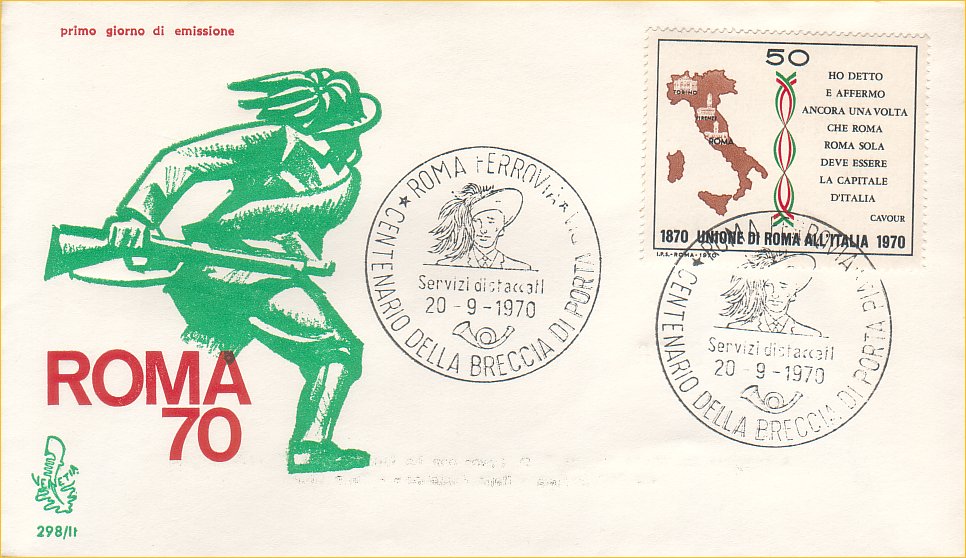 primo giorno di emissione
50
TORINO
FIRENZE
ROMA
HO DETTO
E AFFERMO
ANCORA UNA VOLTA
CHE ROMA
ROMA SOLA
DEVE ESSERE
LA CAPITALE
D'ITALIA
CAVOUR
1870 UNIONE DI ROMA ALL'ITALIA 1970
I.P.S.-ROMA-1970
ROMA FERROVIA
CENTENARIO DELLA BRECCIA DI PORTA PIA
Servizi distaccati
20-9-1970
ROMA FERROVIA
CENTENARIO DELLA BRECCIA DI PORTA PIA
Servizi distaccati
20-9-1970
ROMA
70
VENETIA
298/It